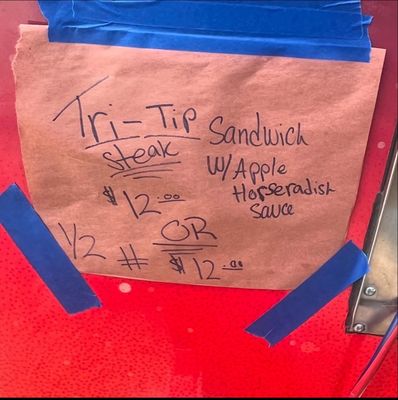 Tri-Tip Sandwich
Steak W/Apple
Horseradish
$12.00 Sauce
OR
1/2 # $12.00